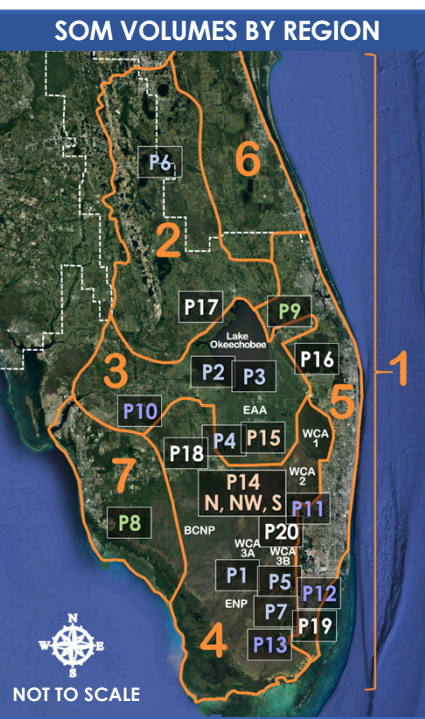 SOM VOLUMES BY REGION
6
P6
2
P17
P9
Lake
Okeechobee
P16
3
P2
P3
1
5
P10
EAA
P4
P15
WCA
1
P18
7
WCA
2
P14
N, NW, S
P11
P8
BCNP
P20
WCA
3A
WCA
3B
P1
P5
P12
ENP
P7
P19
4
P13
N
W
E
S
NOT TO SCALE